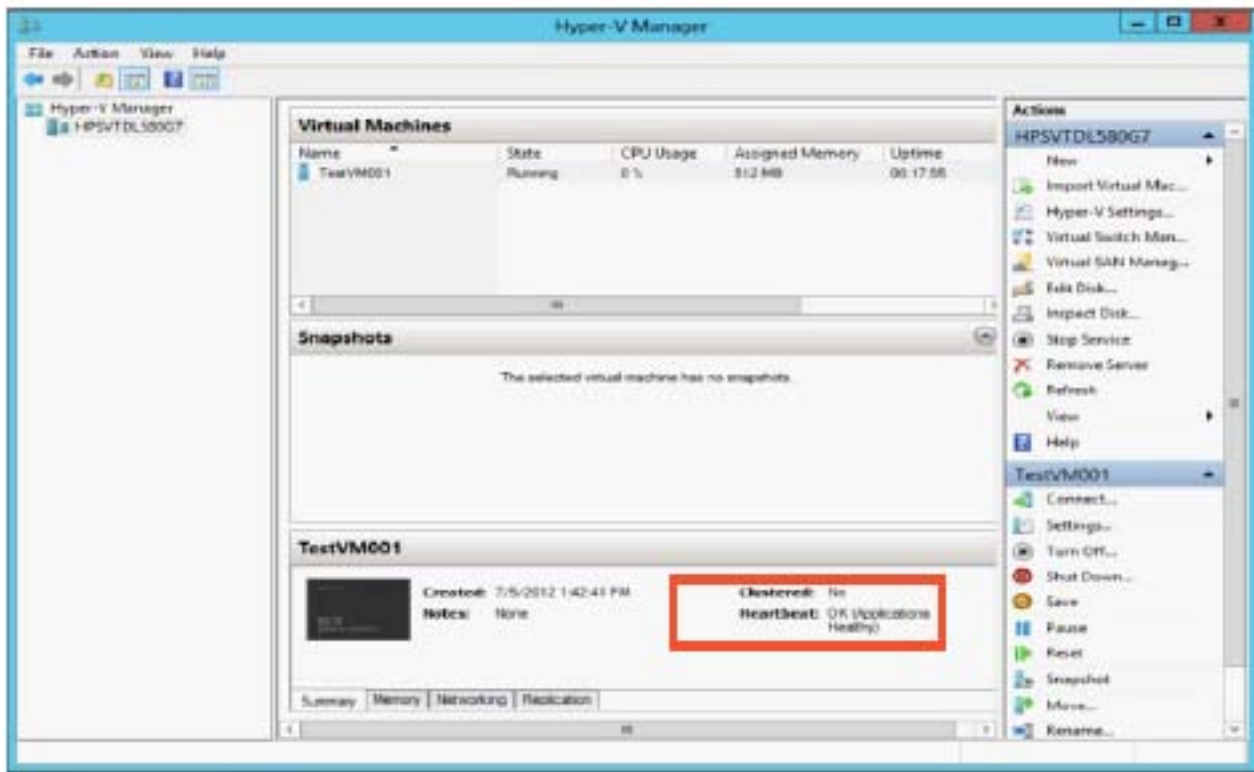 Hyper-V Manager
File Action View Help
Hyper-V Manager
HPSVTDL580G7
Virtual Machines
Name State CPU Usage Assigned Memory Uptime
TestVM001 Running 0 % 512 MB 00:17:55
Snapshots
The selected virtual machine has no snapshots.
TestVM001
Created: 7/5/2012 1:42:41 PM
Notes: None
Clustered: No
Heartbeat: OK (Applications
Healthy)
Summary Memory Networking Replication
Actions
HPSVTDL580G7
New
Import Virtual Mac...
Hyper-V Settings...
Virtual Switch Man...
Virtual SAN Manag...
Edit Disk...
Inspect Disk...
Stop Service
Remove Server
Refresh
View
Help
TestVM001
Connect...
Settings...
Turn Off...
Shut Down...
Save
Pause
Reset
Snapshot
Move...
Rename...